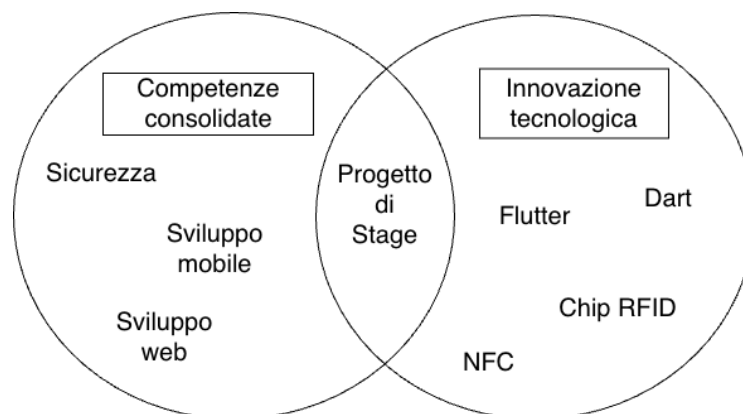 Competenze
consolidate
Sicurezza
Sviluppo
mobile
Sviluppo
web
Progetto
di
Stage
Innovazione
tecnologica
Flutter
Dart
Chip RFID
NFC